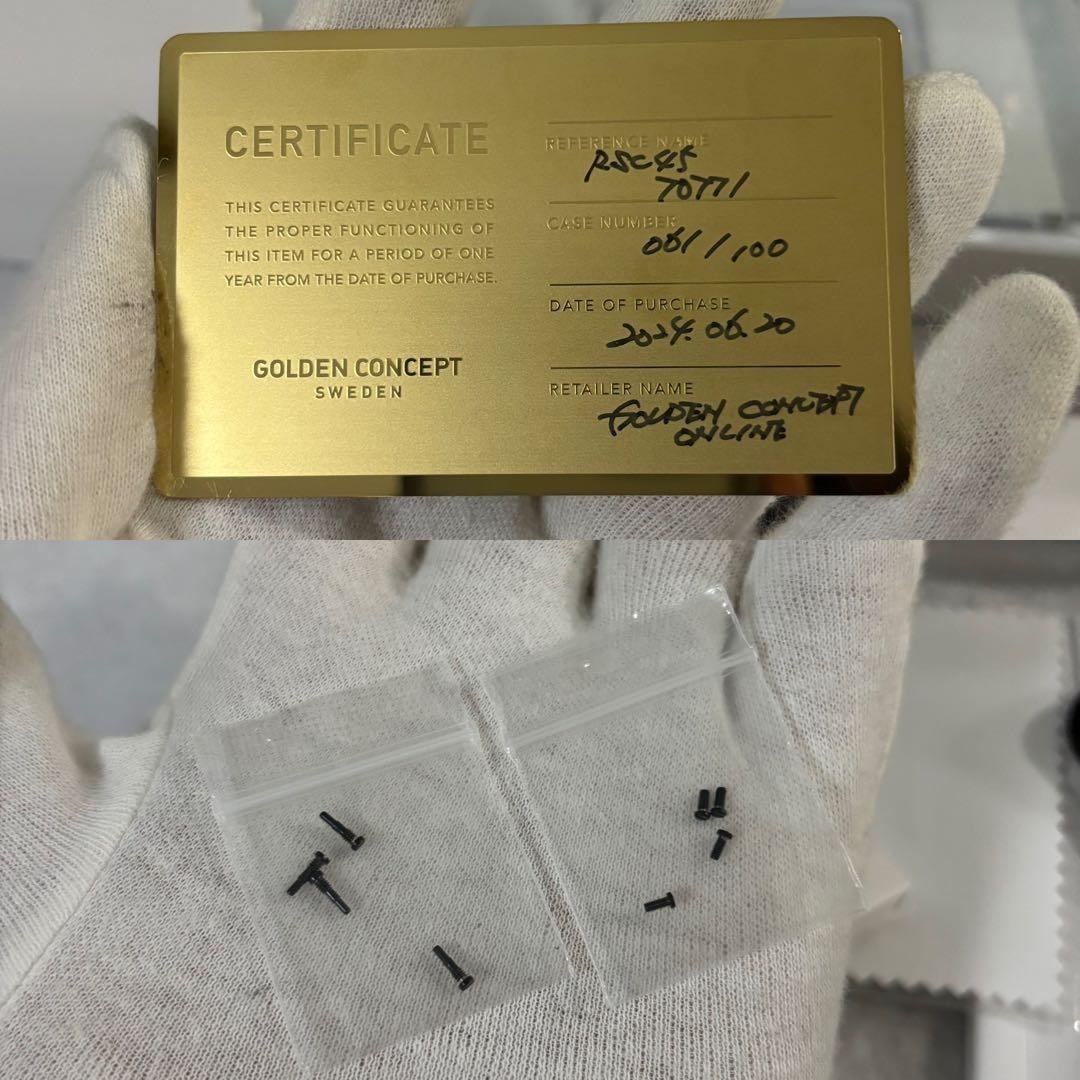 CERTIFICATE
THIS CERTIFICATE GUARANTEES
THE PROPER FUNCTIONING OF
THIS ITEM FOR A PERIOD OF ONE
YEAR FROM THE DATE OF PURCHASE.
GOLDEN CONCEPT
SWEDEN
REFERENCE NAME
RSC45
70771
CASE NUMBER
061/100
DATE OF PURCHASE
2024.06.20
RETAILER NAME
GOLDEN CONCEPT
ONLINE